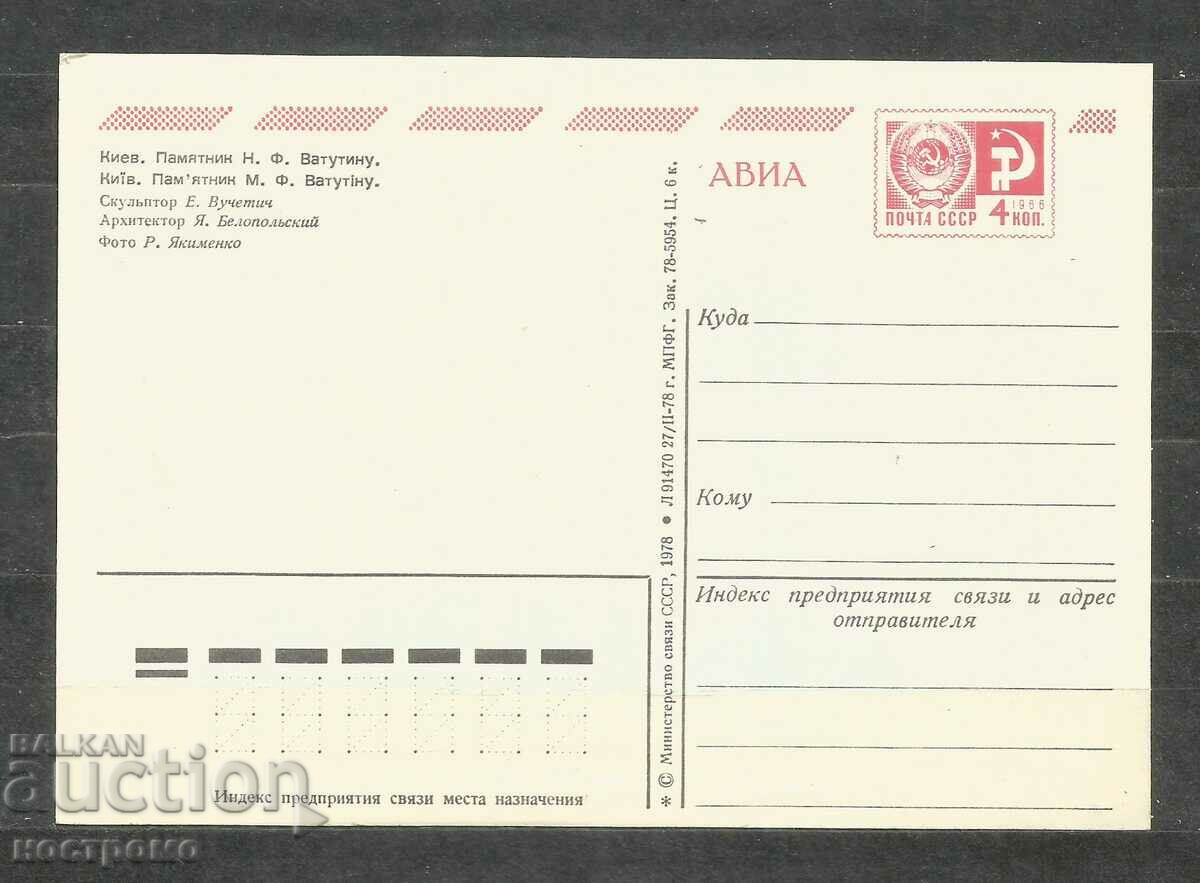 Киев. Памятник Н. Ф. Ватутину.
Київ. Пам'ятник М. Ф. Ватутіну.
Скульптор Е. Вучетич
Архитектор Я. Белопольский
Фото Р. Якименко
АВИА
ПОЧТА СССР
1966
4 КОП.
Куда
Кому
Индекс предприятия связи и адрес
отправителя
* © Министерство связи СССР, 1978 ● Л 91470 27/II-78 г. МПФГ. Зак. 78-5954. Ц. 6 к.
Индекс предприятия связи места назначения
BALKAN
auction
ностромо